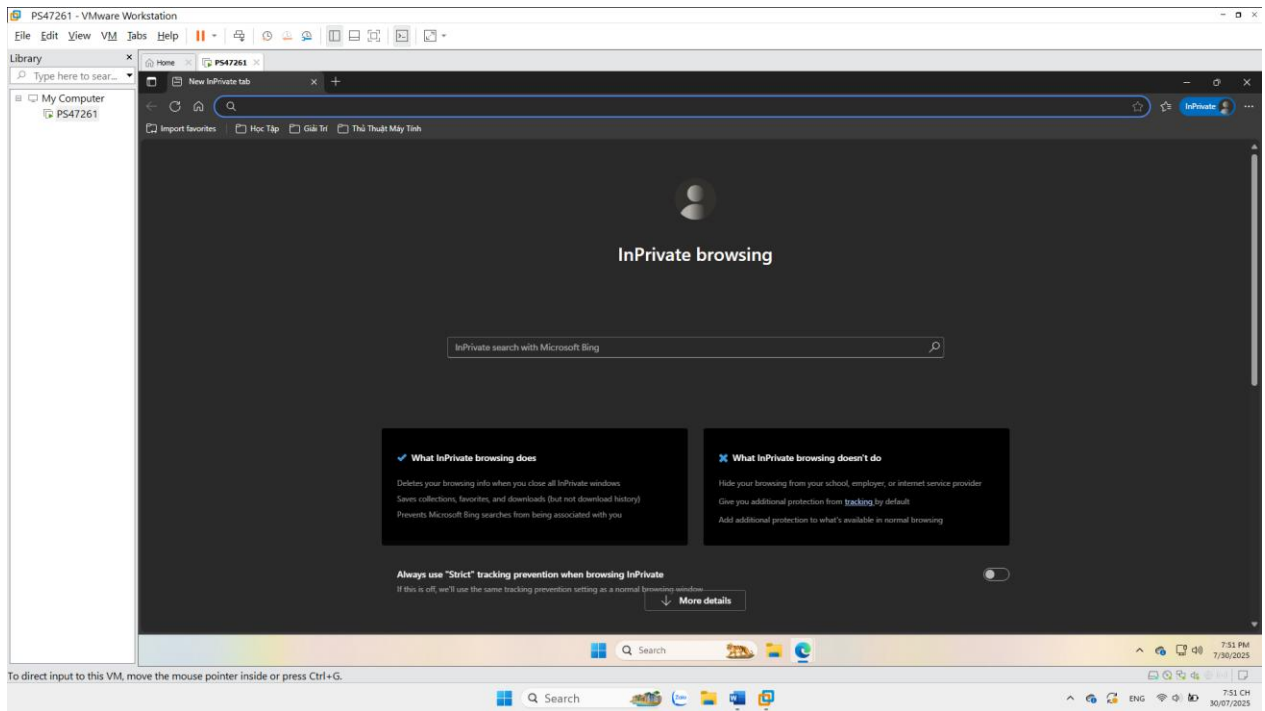 PS47261 - VMware Workstation
File Edit View VM Tabs Help
Library
Type here to sear...
My Computer
PS47261
Home
PS47261
New InPrivate tab
InPrivate
Import favorites
Học Tập
Giải Trí
Thủ Thuật Máy Tính
InPrivate browsing
InPrivate search with Microsoft Bing
What InPrivate browsing does
Deletes your browsing info when you close all InPrivate windows
Saves collections, favorites, and downloads (but not download history)
Prevents Microsoft Bing searches from being associated with you
What InPrivate browsing doesn't do
Hide your browsing from your school, employer, or internet service provider
Give you additional protection from tracking by default
Add additional protection to what's available in normal browsing
Always use "Strict" tracking prevention when browsing InPrivate
If this is off, we'll use the same tracking prevention setting as a normal browsing window
More details
Search
7:51 PM
7/30/2025
To direct input to this VM, move the mouse pointer inside or press Ctrl+G.
Search
Zalo
ENG
7:51 CH
30/07/2025